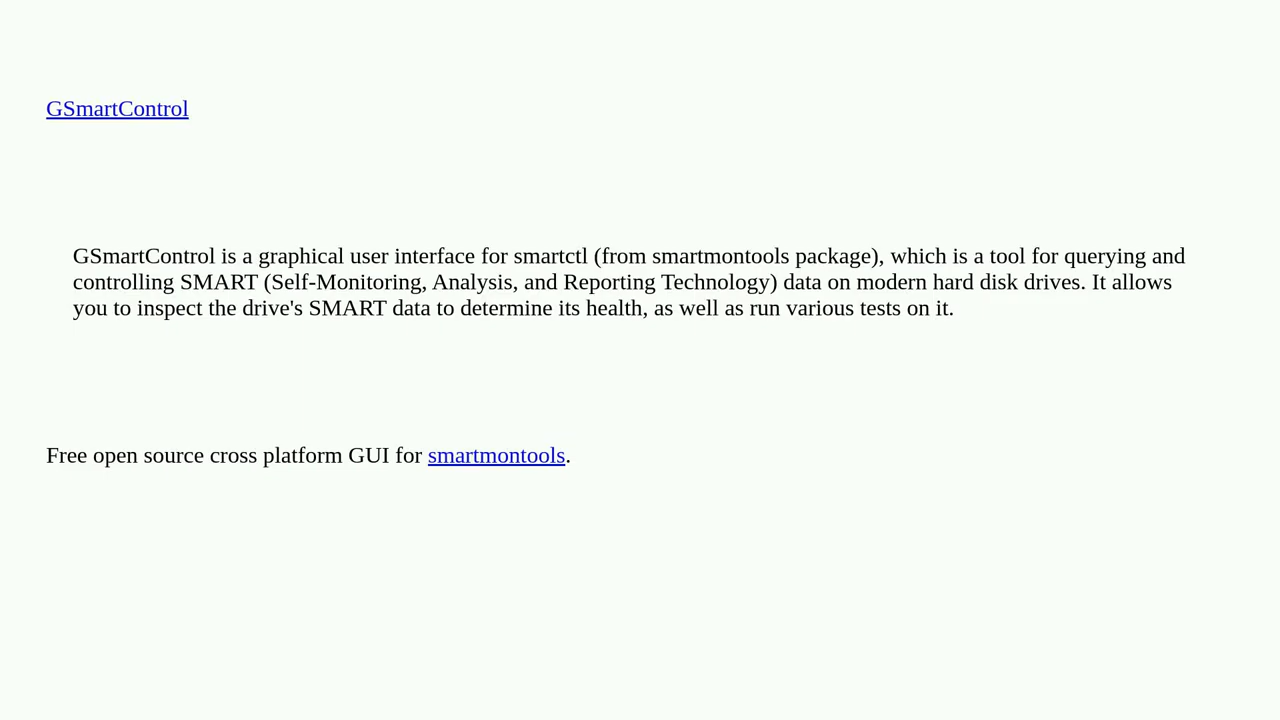 GSmartControl
GSmartControl is a graphical user interface for smartctl (from smartmontools package), which is a tool for querying and
controlling SMART (Self-Monitoring, Analysis, and Reporting Technology) data on modern hard disk drives. It allows
you to inspect the drive's SMART data to determine its health, as well as run various tests on it.
Free open source cross platform GUI for smartmontools.